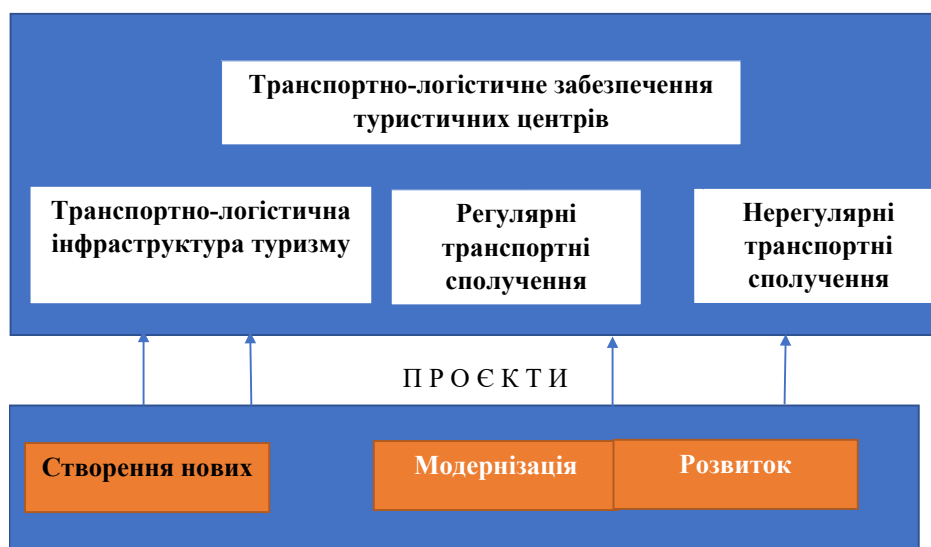 Транспортно-логістичне забезпечення
туристичних центрів
Транспортно-логістична
інфраструктура туризму
Регулярні
транспортні
сполучення
Нерегулярні
транспортні
сполучення
П Р О Є К Т И
Створення нових
Модернізація
Розвиток